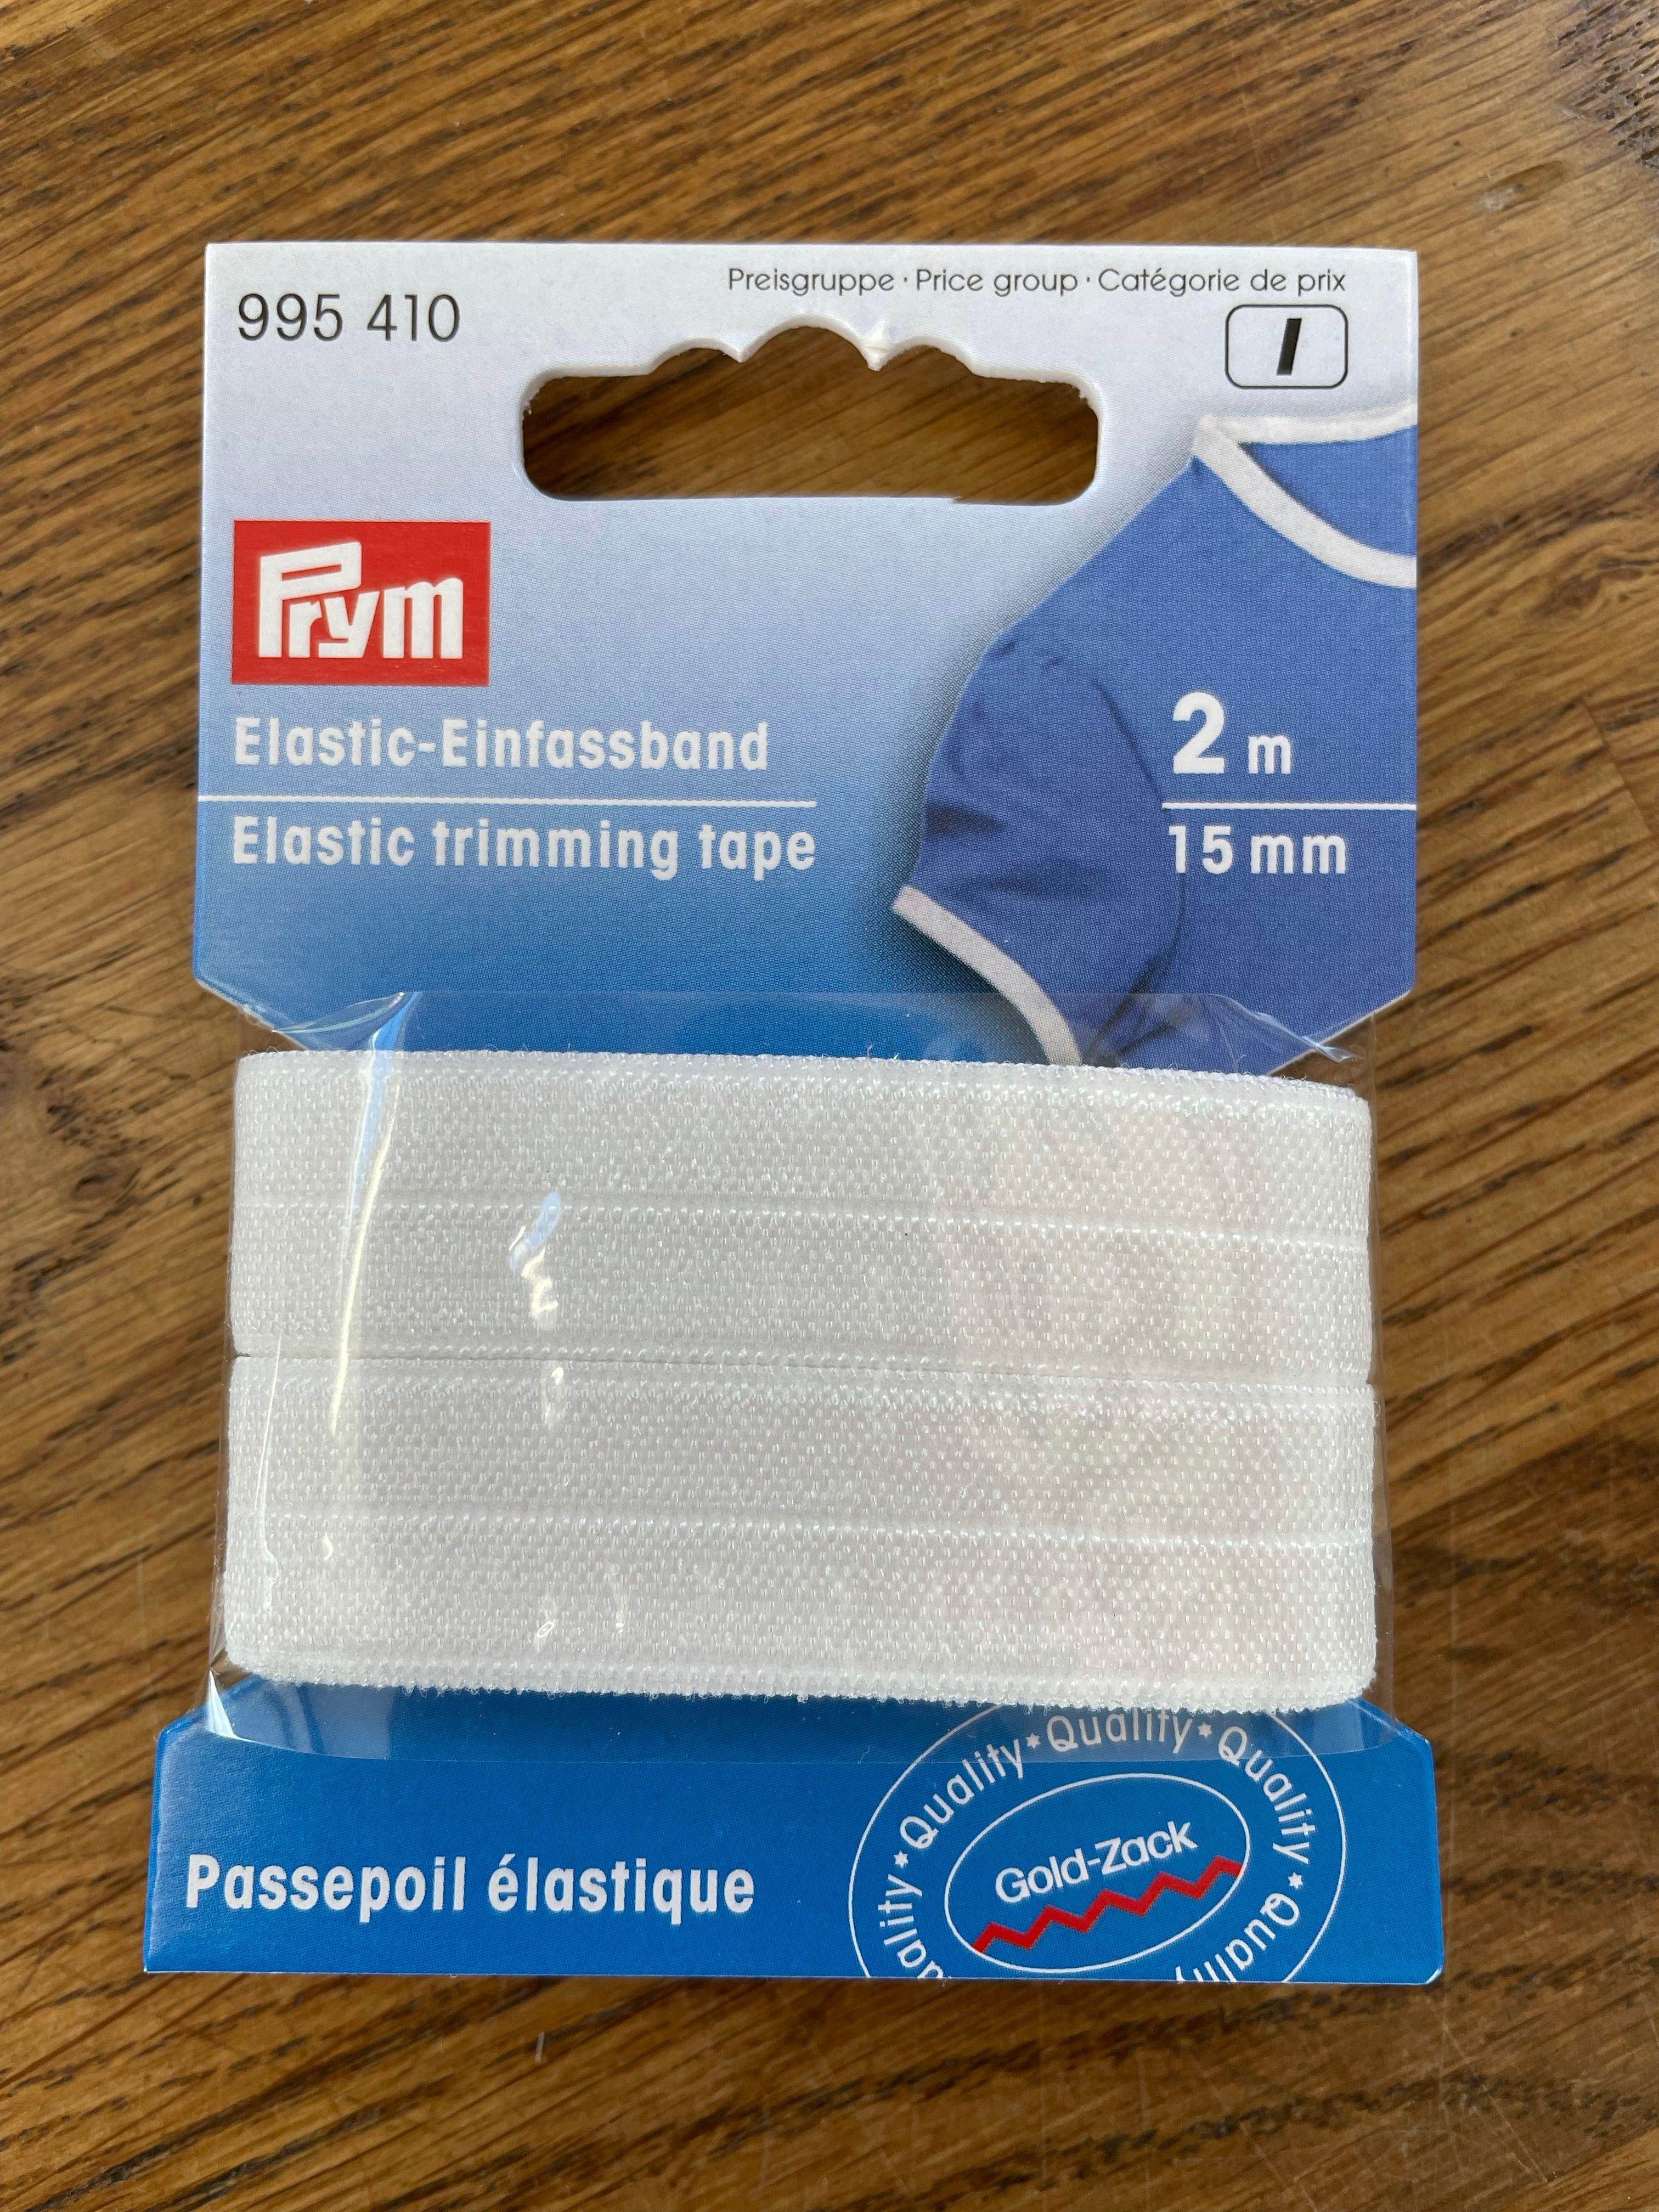 Preisgruppe · Price group · Catégorie de prix
995 410
I
Prym
Elastic-Einfassband
Elastic trimming tape
2 m
15 mm
Passepoil élastique
Quality * Quality * Quality * Quality
Gold-Zack